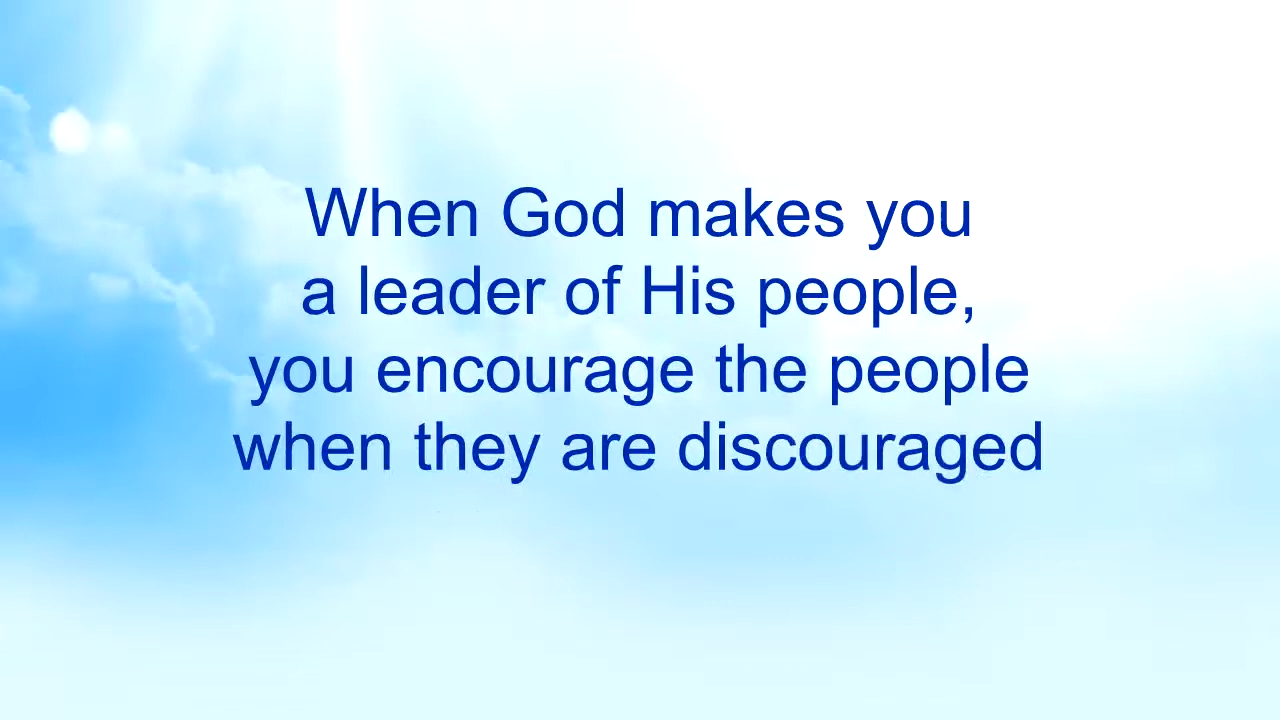 When God makes you
a leader of His people,
you encourage the people
when they are discouraged